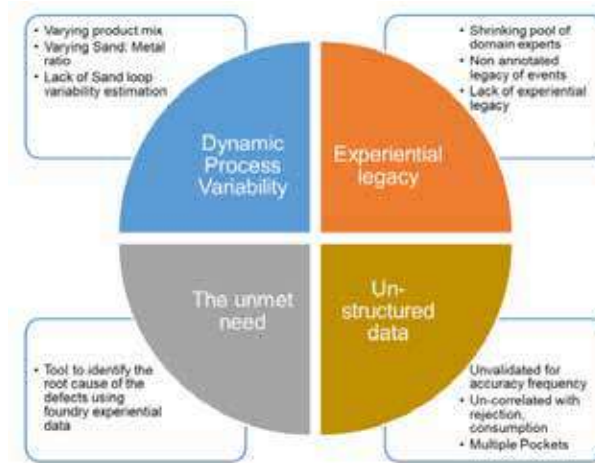 • Varying product mix
• Varying Sand: Metal
ratio
• Lack of Sand loop
variability estimation
• Shrinking pool of
domain experts
• Non annotated
legacy of events
• Lack of experiential
legacy
Dynamic
Process
Variability
Experiential
legacy
The unmet
need
Un-
structured
data
• Tool to identify the
root cause of the
defects using
foundry experiential
data
Unvalidated for
accuracy frequency
• Un-correlated with
rejection,
consumption
• Multiple Pockets